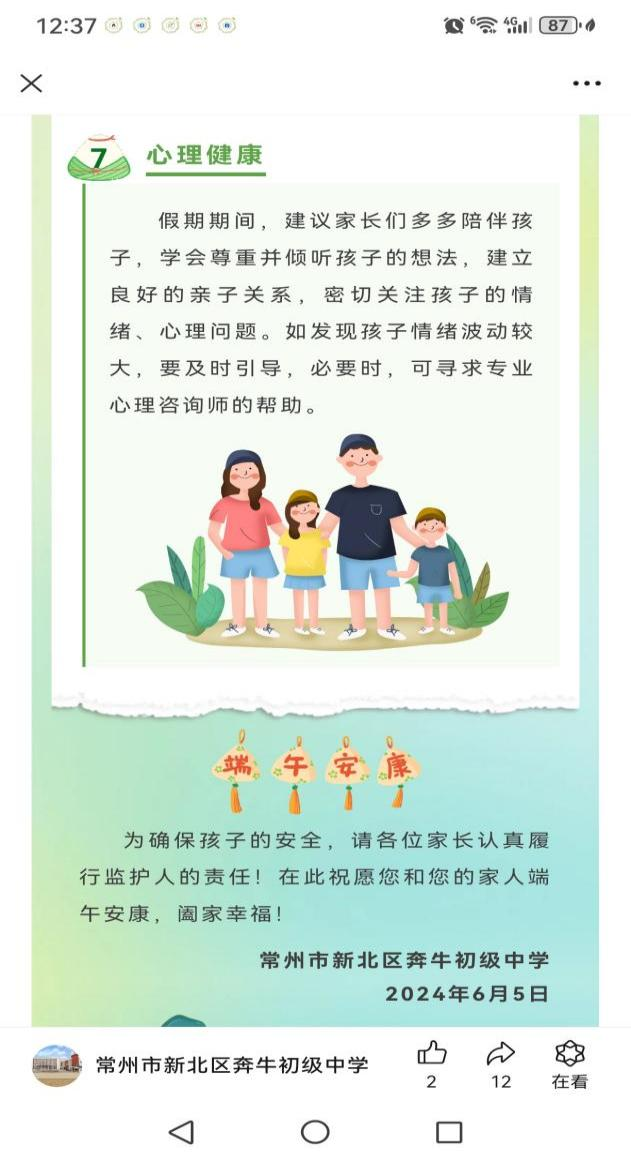 12:37
6
4G
87
7
心理健康
假期期间，建议家长们多多陪伴孩
子，学会尊重并倾听孩子的想法，建立
良好的亲子关系，密切关注孩子的情
绪、心理问题。如发现孩子情绪波动较
大，要及时引导，必要时，可寻求专业
心理咨询师的帮助。
端午安康
为确保孩子的安全，请各位家长认真履
行监护人的责任！在此祝愿您和您的家人端
午安康，阖家幸福！
常州市新北区奔牛初级中学
2024年6月5日
常州市新北区奔牛初级中学
2
12
在看